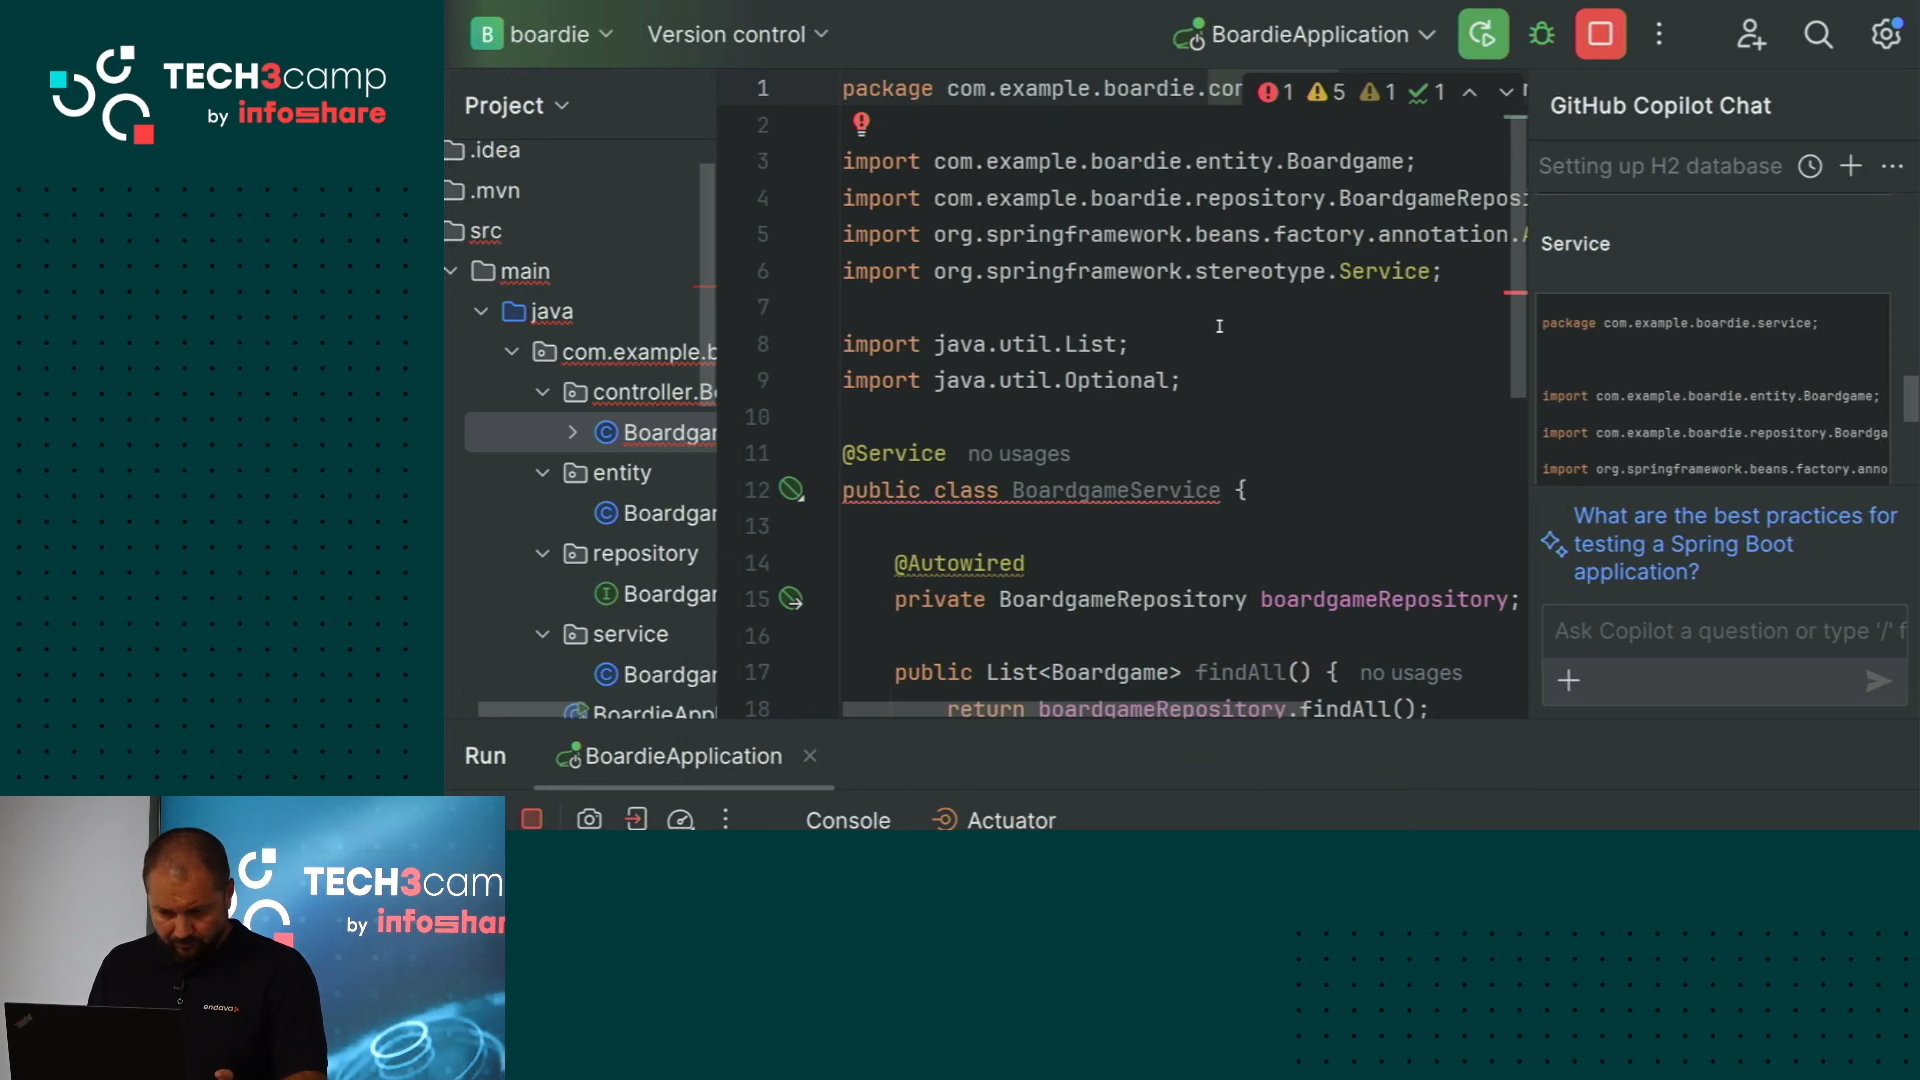 TECH3camp
by infoshare
B boardie
Version control
BoardieApplication
Project
.idea
.mvn
src
main
java
com.example.b
controller.Bo
Boardgar
entity
Boardgar
repository
Boardgar
service
Boardgar
BoardieAppl
1 package com.example.boardie.con
1 5 1 1
2
3 import com.example.boardie.entity.Boardgame;
4 import com.example.boardie.repository.BoardgameReposi
5 import org.springframework.beans.factory.annotation.A
6 import org.springframework.stereotype.Service;
7
8 import java.util.List;
9 import java.util.Optional;
10
11 @Service no usages
12 public class BoardgameService {
13
14 @Autowired
15 private BoardgameRepository boardgameRepository;
16
17 public List<Boardgame> findAll() { no usages
18 return boardgameRepository.findAll();
GitHub Copilot Chat
Setting up H2 database
Service
package com.example.boardie.service;
import com.example.boardie.entity.Boardgame;
import com.example.boardie.repository.Boardga
import org.springframework.beans.factory.anno
What are the best practices for
testing a Spring Boot
application?
Ask Copilot a question or type '/' f
Run
BoardieApplication
Console
Actuator
TECH3cam
by infoshar
endava
ThinkPad